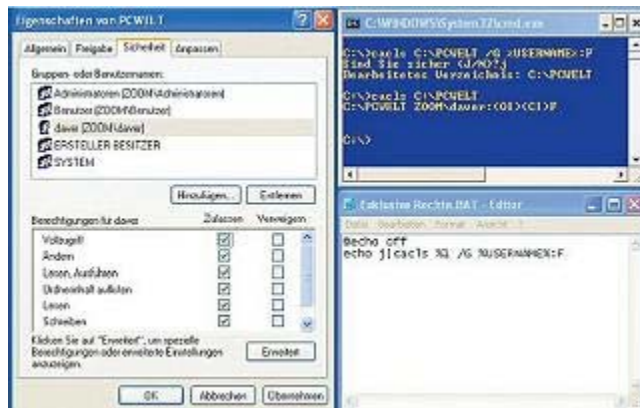 Eigenschaften von PCWELT
Allgemein Freigabe Sicherheit Anpassen
Gruppen- oder Benutzernamen:
Administratoren (ZOOM\Administratoren)
Benutzer (ZOOM\Benutzer)
daver (ZOOM\daver)
ERSTELLER-BESITZER
SYSTEM
Hinzufügen... Entfernen
Berechtigungen für daver Zulassen Verweigern
Vollzugriff
Ändern
Lesen, Ausführen
Ordnerinhalt auflisten
Lesen
Schreiben
Klicken Sie auf "Erweitert", um spezielle
Berechtigungen oder erweiterte Einstellungen
anzuzeigen.
Erweitert
OK Abbrechen Übernehmen
C:\WINDOWS\System32\cmd.exe
C:\>cacls C:\PCWELT /G %USERNAME%:F
Sind Sie sicher (J/N)?j
Bearbeitetes Verzeichnis: C:\PCWELT
C:\>cacls C:\PCWELT
C:\PCWELT ZOOM\daver:(OI)(CI)F
C:\>
Exklusive Rechte.BAT - Editor
Datei Bearbeiten Format Ansicht ?
@echo off
echo j|cacls %1 /G %USERNAME%:F